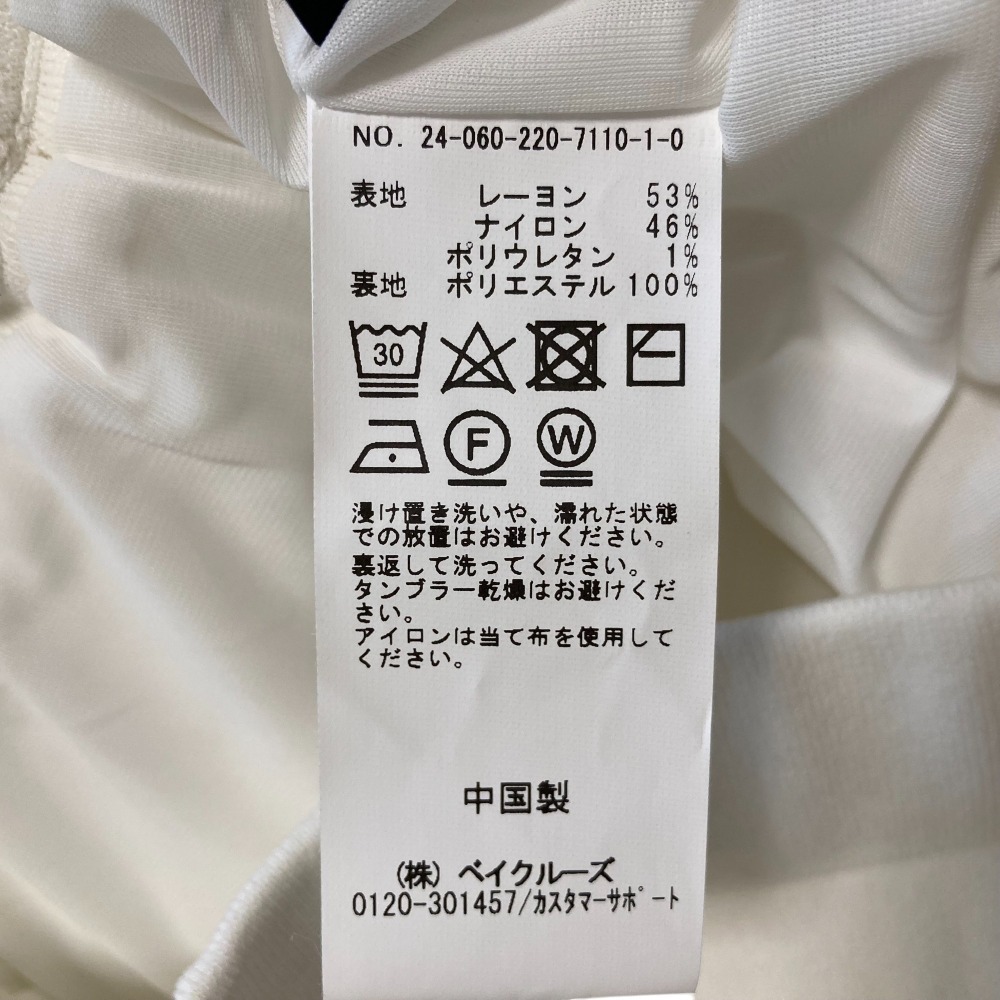 NO. 24-060-220-7110-1-0
表地 レーヨン 53%
ナイロン 46%
ポリウレタン 1%
裏地 ポリエステル 100%
30
F W
浸け置き洗いや、濡れた状態
での放置はお避けください。
裏返して洗ってください。
タンブラー乾燥はお避けくだ
さい。
アイロンは当て布を使用して
ください。
中国製
(株) ベイクルーズ
0120-301457/カスタマーサポート